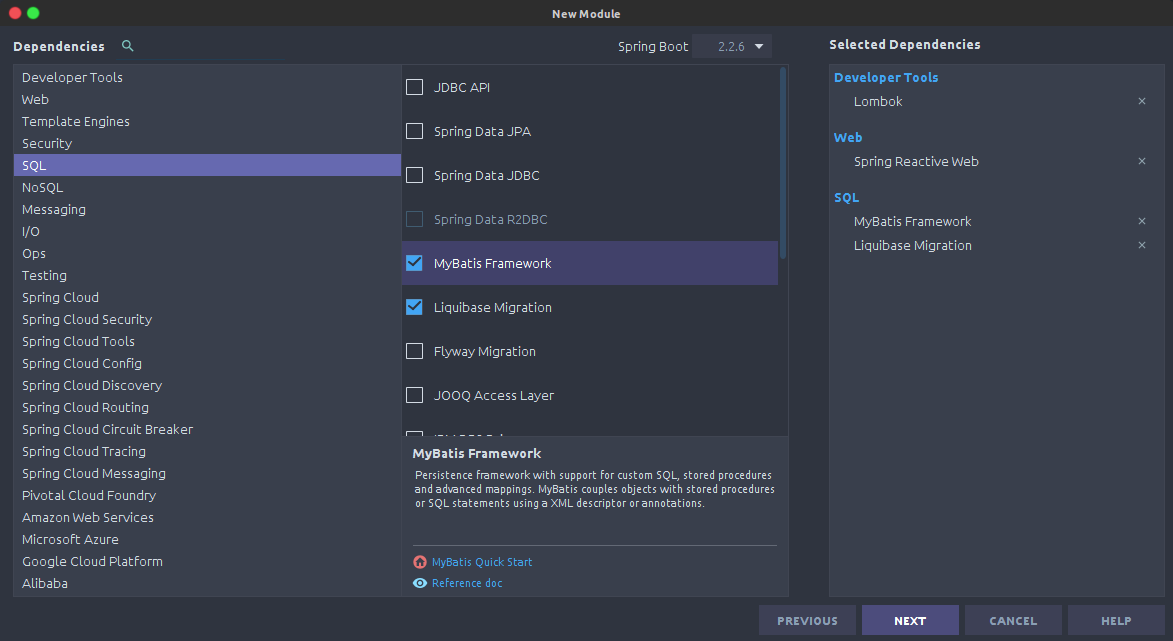 New Module
Dependencies
Spring Boot 2.2.6
Selected Dependencies
Developer Tools
Web
Template Engines
Security
SQL
NoSQL
Messaging
I/O
Ops
Testing
Spring Cloud
Spring Cloud Security
Spring Cloud Tools
Spring Cloud Config
Spring Cloud Discovery
Spring Cloud Routing
Spring Cloud Circuit Breaker
Spring Cloud Tracing
Spring Cloud Messaging
Pivotal Cloud Foundry
Amazon Web Services
Microsoft Azure
Google Cloud Platform
Alibaba
JDBC API
Spring Data JPA
Spring Data JDBC
Spring Data R2DBC
MyBatis Framework
Liquibase Migration
Flyway Migration
JOOQ Access Layer
MyBatis Framework
Persistence framework with support for custom SQL, stored procedures
and advanced mappings. MyBatis couples objects with stored procedures
or SQL statements using a XML descriptor or annotations.
MyBatis Quick Start
Reference doc
Developer Tools
Lombok
Web
Spring Reactive Web
SQL
MyBatis Framework
Liquibase Migration
PREVIOUS
NEXT
CANCEL
HELP